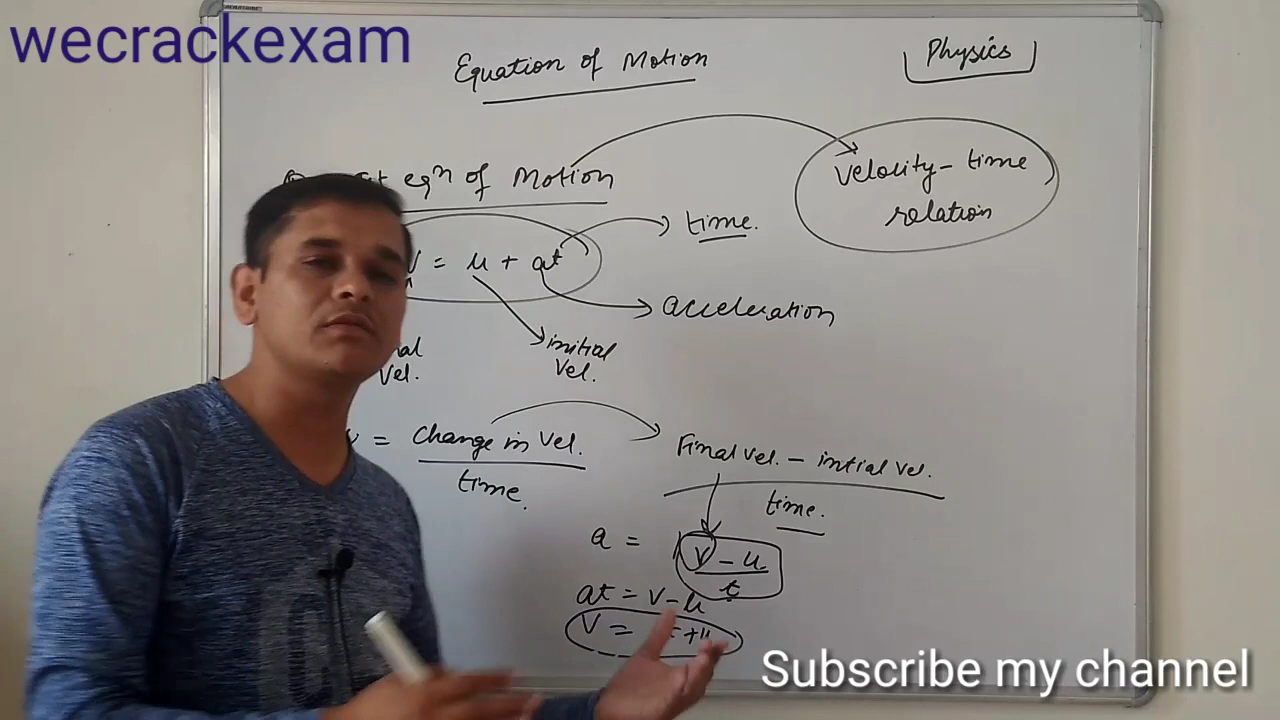 wecrackexam
Equation of Motion
Physics
eqn of Motion
velocity-time
relation
time.
V = u + at
acceleration
initial
vel.
vel.
= Change in vel.
time.
Final vel. - initial vel.
time.
a = v - u
t
at = v - u
V = +u
Subscribe my channel